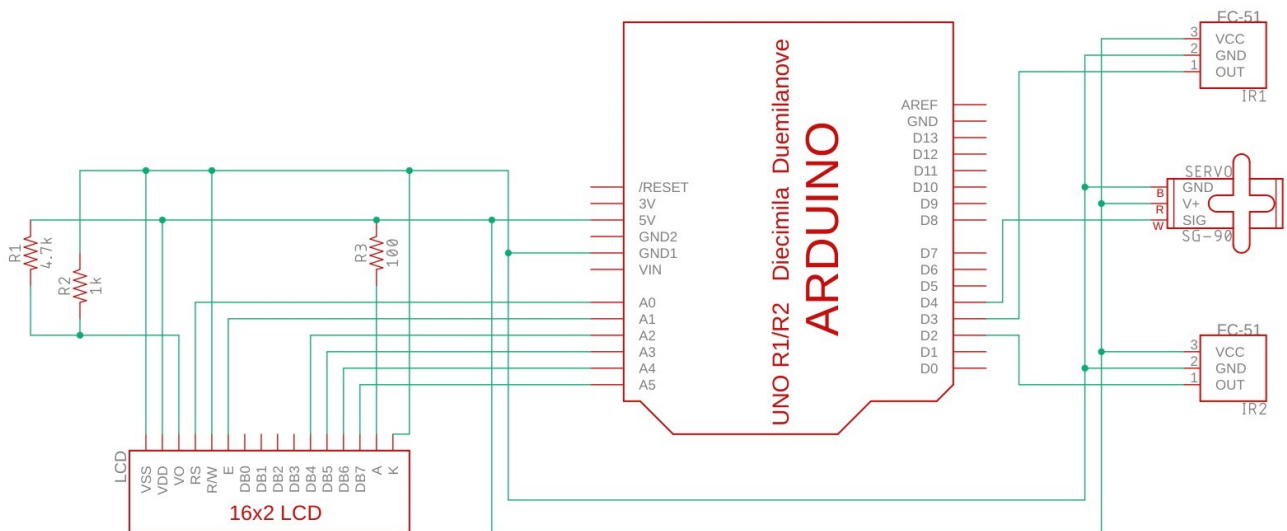 FC-51
3 VCC
2 GND
1 OUT
IR1
SERVO
B GND
R V+
W SIG
SG-90
FC-51
3 VCC
2 GND
1 OUT
IR2
UNO R1/R2 Diecimila Duemilanove
ARDUINO
/RESET
3V
5V
GND2
GND1
VIN
A0
A1
A2
A3
A4
A5
AREF
GND
D13
D12
D11
D10
D9
D8
D7
D6
D5
D4
D3
D2
D1
D0
R1
4.7k
R2
1k
R3
100
LCD
VSS
VDD
VO
RS
R/W
E
DB0
DB1
DB2
DB3
DB4
DB5
DB6
DB7
A
K
16x2 LCD